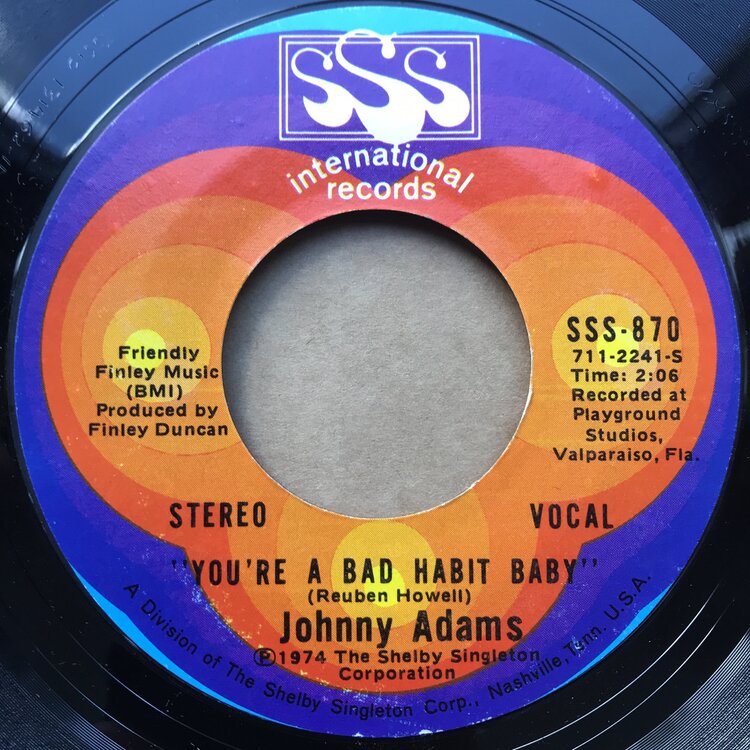 SSS
international
records
Friendly
Finley Music
(BMI)
Produced by
Finley Duncan
SSS-870
711-2241-S
Time: 2:06
Recorded at
Playground
Studios,
Valparaiso, Fla.
STEREO
VOCAL
"YOU'RE A BAD HABIT BABY"
(Reuben Howell)
Johnny Adams
Ⓟ1974 The Shelby Singleton
Corporation
A Division of The Shelby Singleton Corp., Nashville, Tenn. U.S.A.